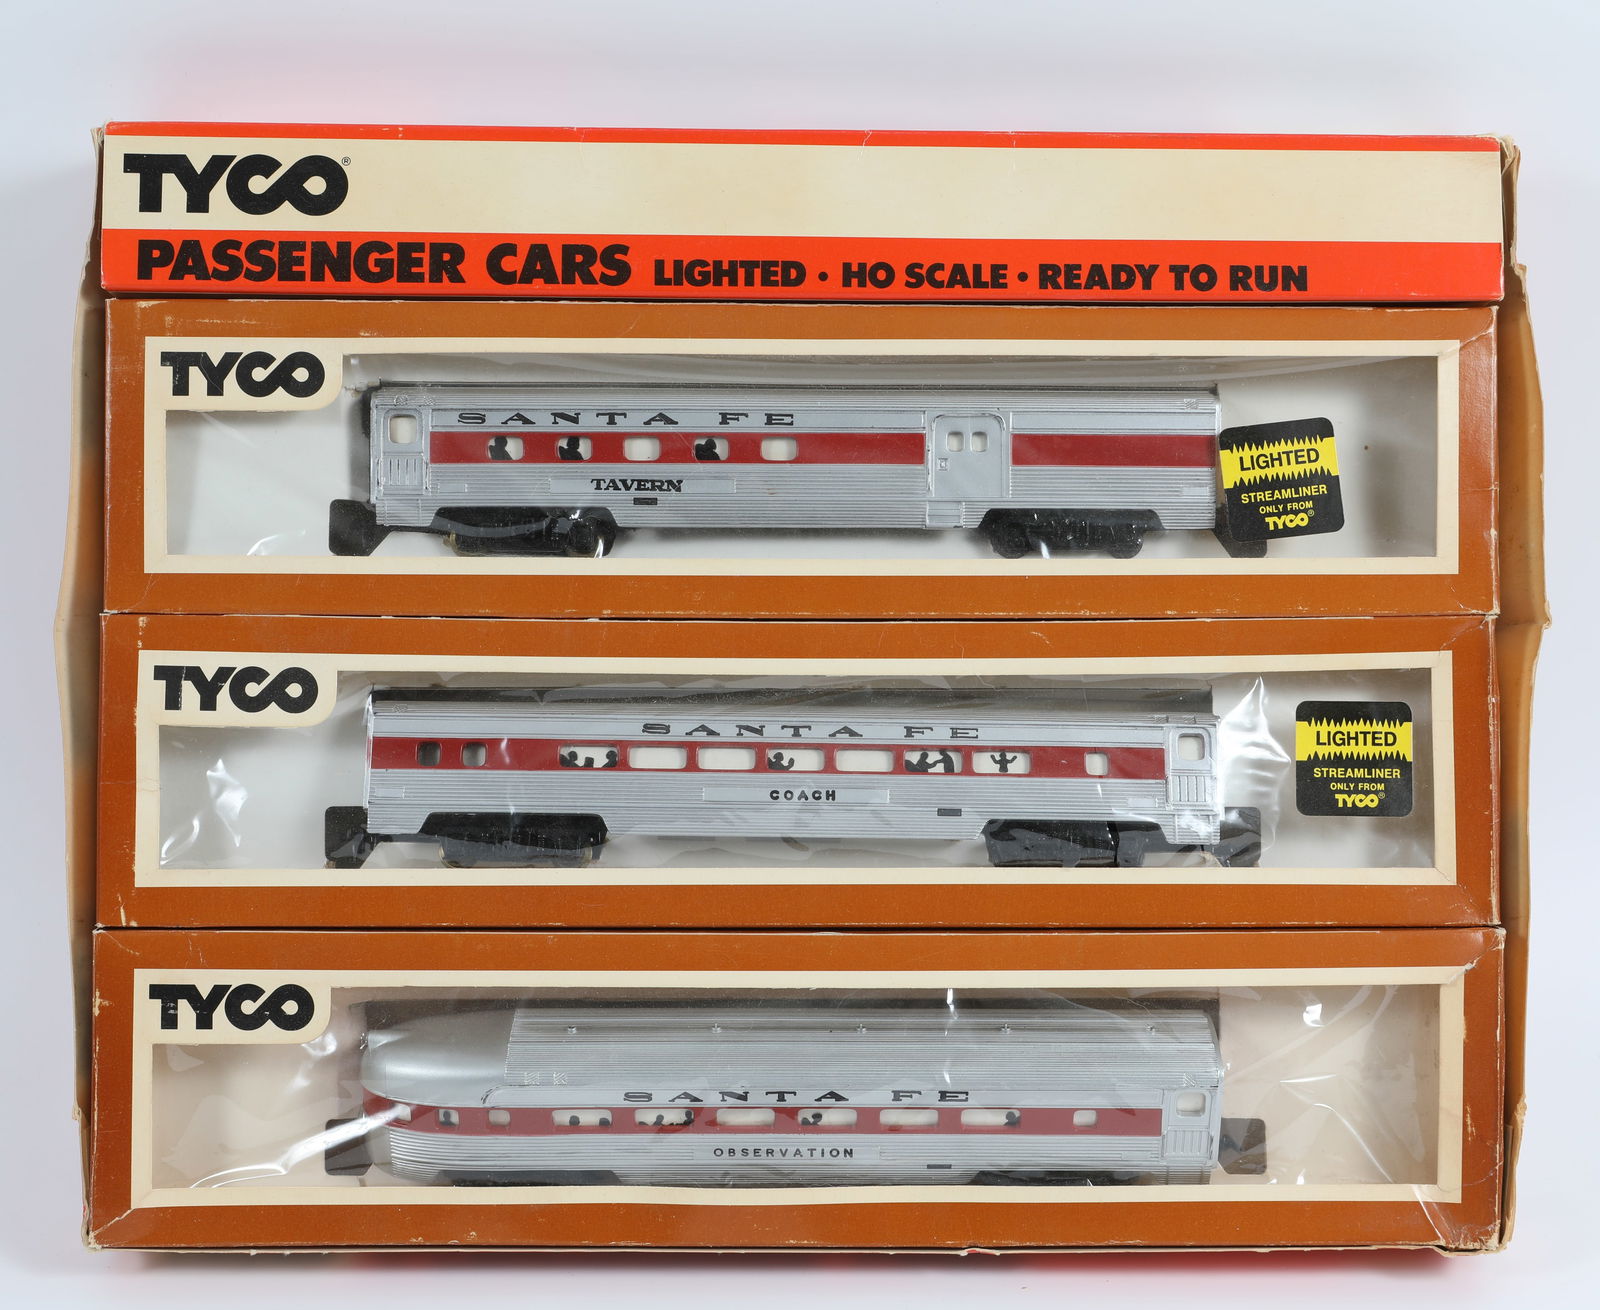 TYCO®
PASSENGER CARS LIGHTED • HO SCALE • READY TO RUN
TYCO
SANTA FE
TAVERN
LIGHTED
STREAMLINER
ONLY FROM
TYCO®
TYCO
SANTA FE
COACH
LIGHTED
STREAMLINER
ONLY FROM
TYCO®
TYCO
SANTA FE
OBSERVATION